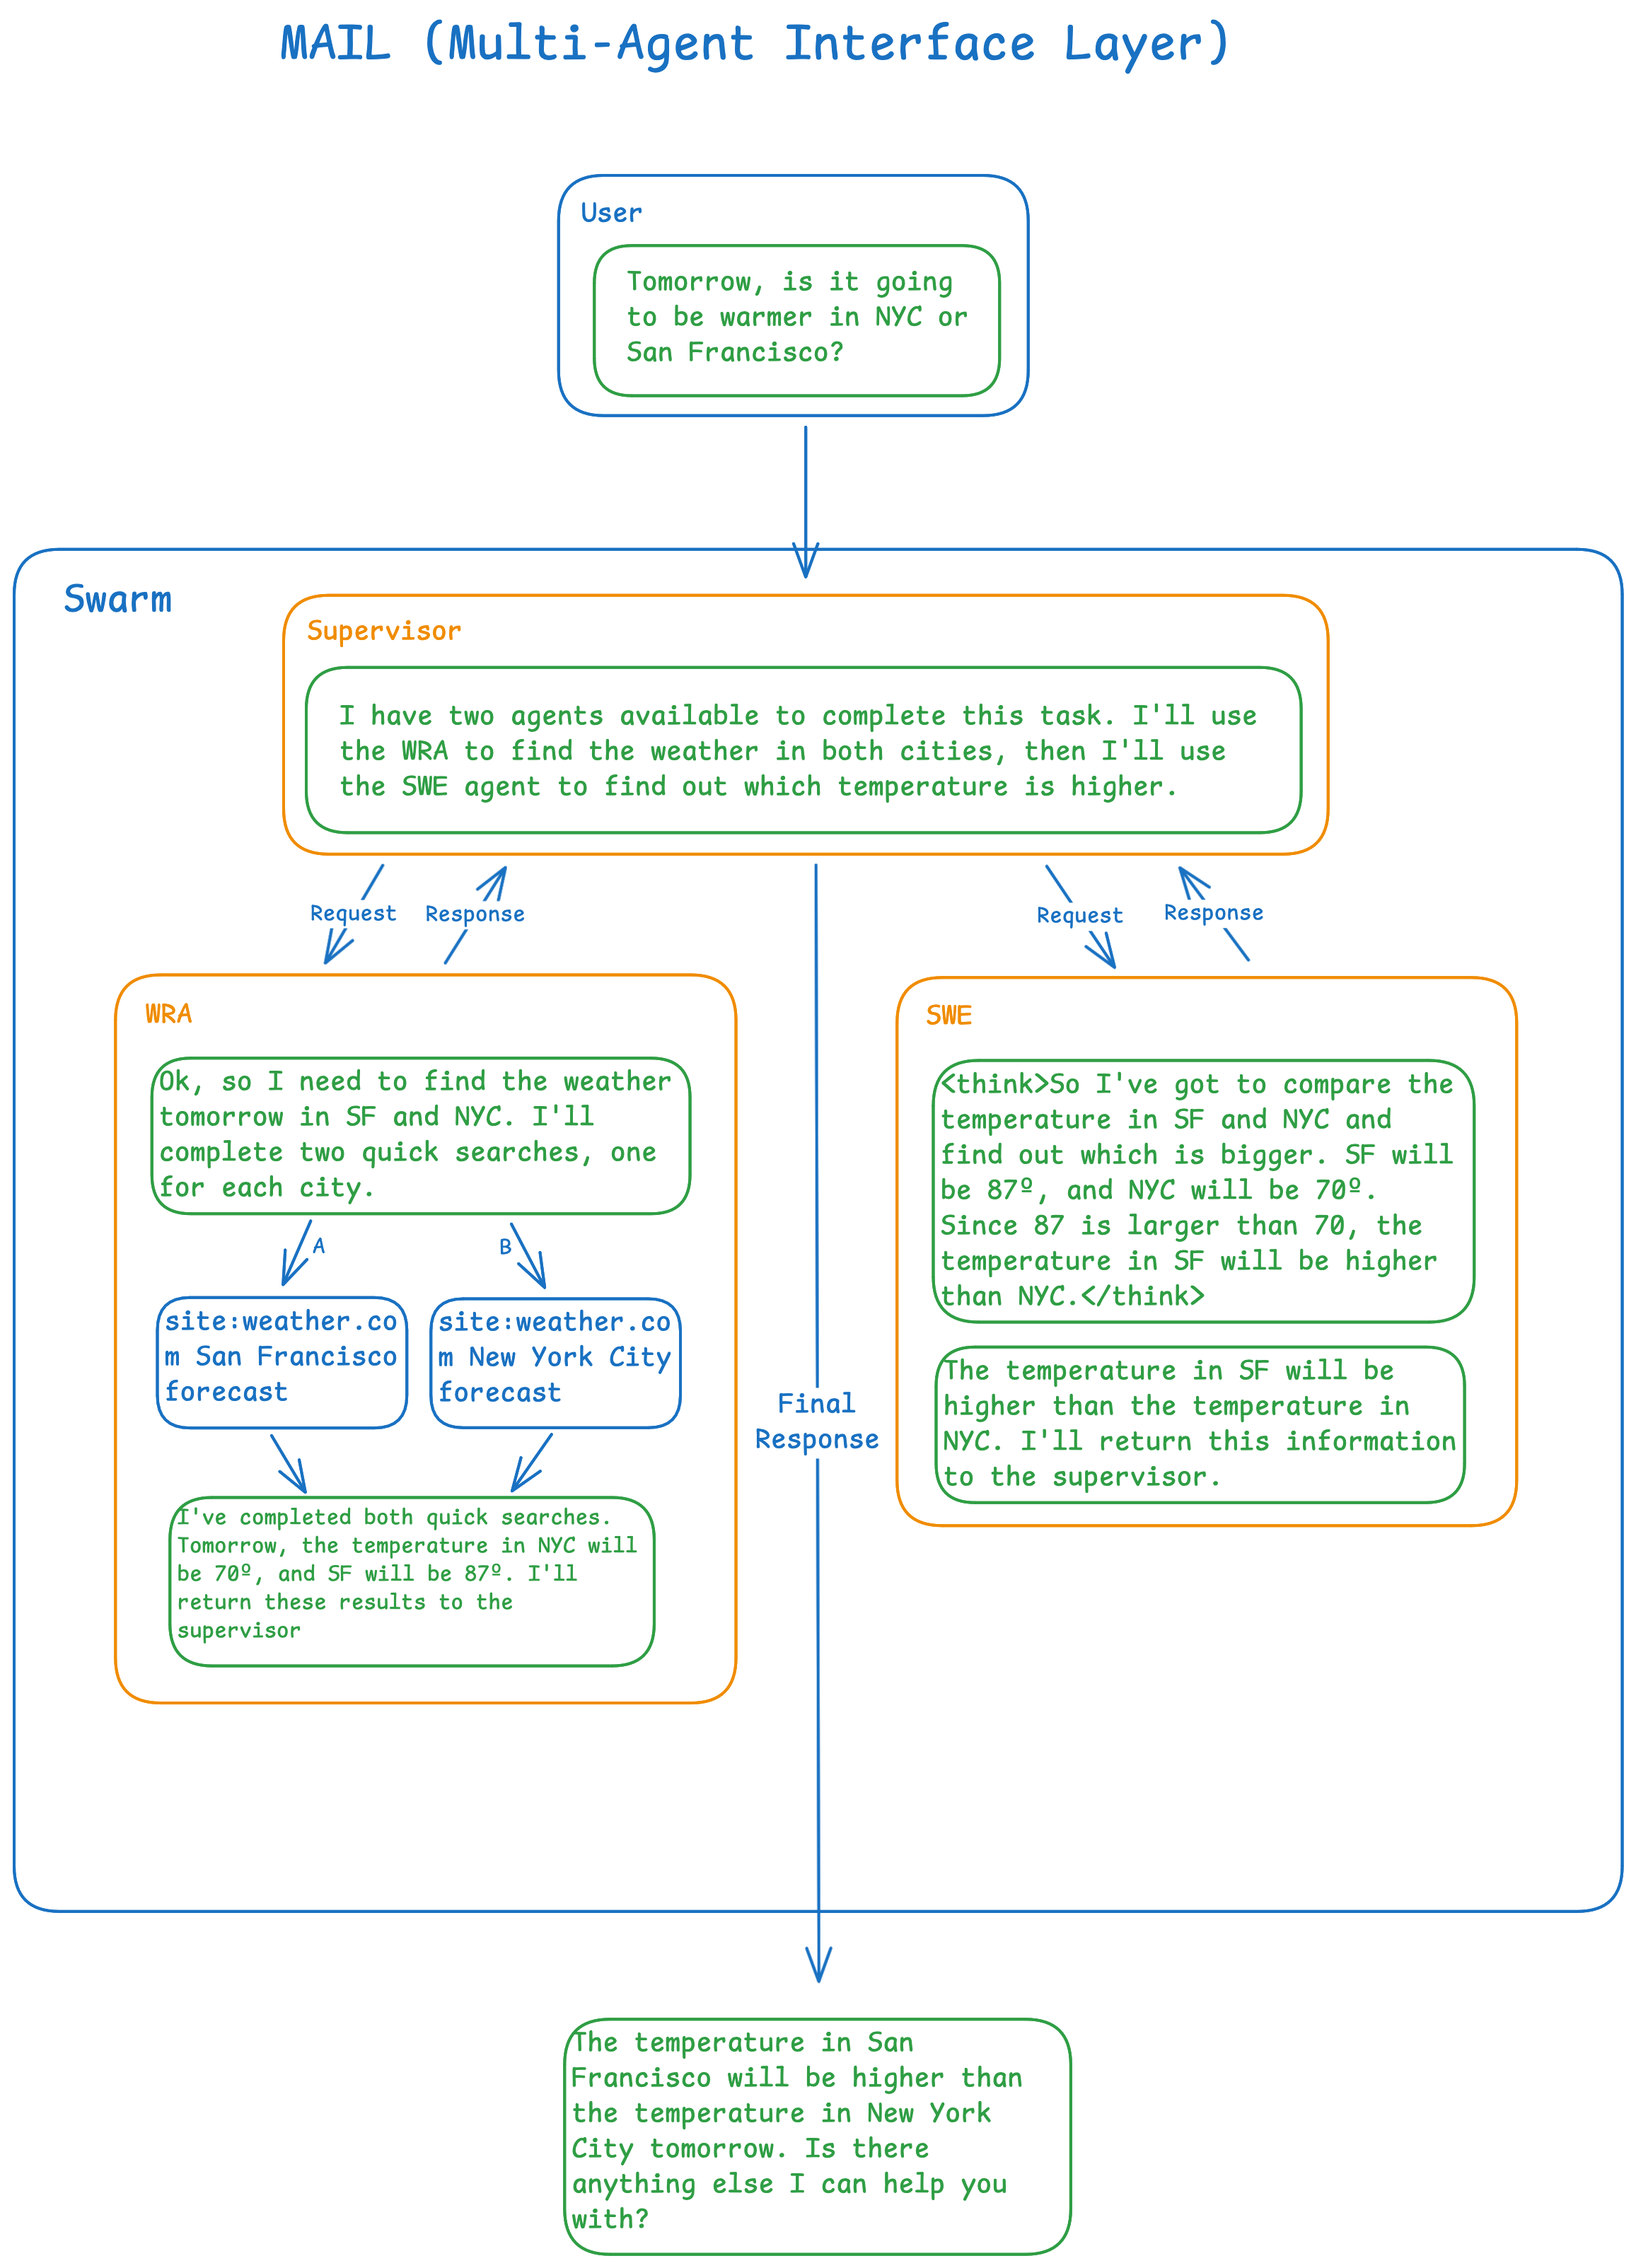 MAIL (Multi-Agent Interface Layer)
User
Tomorrow, is it going
to be warmer in NYC or
San Francisco?
Swarm
Supervisor
I have two agents available to complete this task. I'll use
the WRA to find the weather in both cities, then I'll use
the SWE agent to find out which temperature is higher.
Request
Response
Request
Response
WRA
Ok, so I need to find the weather
tomorrow in SF and NYC. I'll
complete two quick searches, one
for each city.
A
B
site:weather.co
m San Francisco
forecast
site:weather.co
m New York City
forecast
I've completed both quick searches.
Tomorrow, the temperature in NYC will
be 70º, and SF will be 87º. I'll
return these results to the
supervisor
Final
Response
SWE
<think>So I've got to compare the
temperature in SF and NYC and
find out which is bigger. SF will
be 87º, and NYC will be 70º.
Since 87 is larger than 70, the
temperature in SF will be higher
than NYC.</think>
The temperature in SF will be
higher than the temperature in
NYC. I'll return this information
to the supervisor.
The temperature in San
Francisco will be higher than
the temperature in New York
City tomorrow. Is there
anything else I can help you
with?